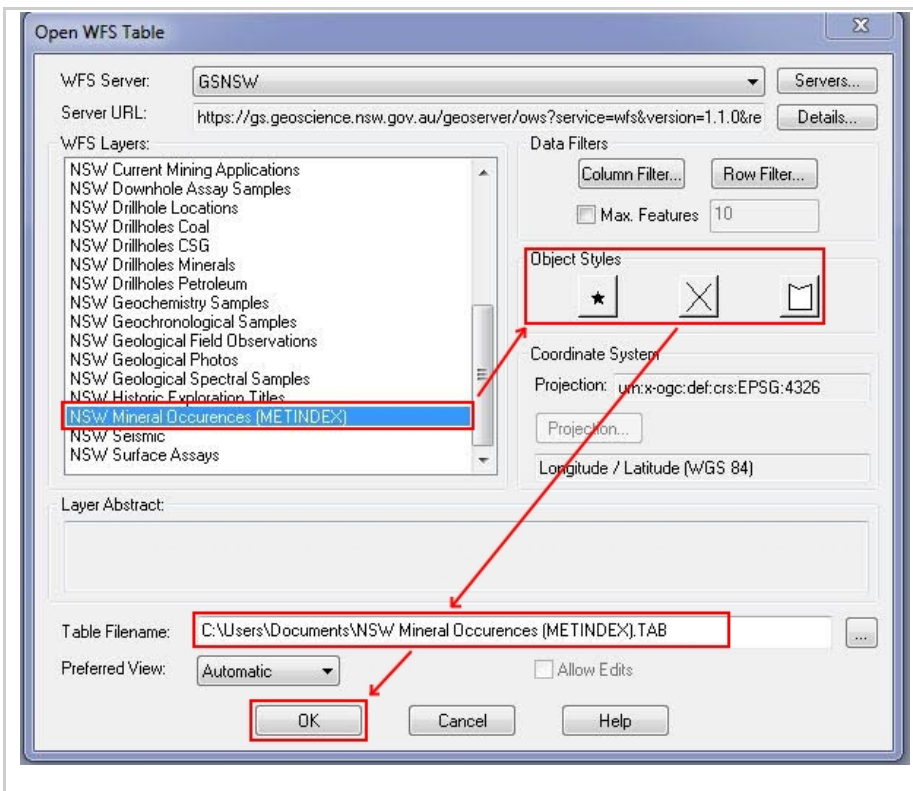 Open WFS Table
WFS Server: GSNSW Servers...
Server URL: https://gs.geoscience.nsw.gov.au/geoserver/ows?service=wfs&version=1.1.0&re Details...
WFS Layers:
NSW Current Mining Applications
NSW Downhole Assay Samples
NSW Drillhole Locations
NSW Drillholes Coal
NSW Drillholes CSG
NSW Drillholes Minerals
NSW Drillholes Petroleum
NSW Geochemistry Samples
NSW Geochronological Samples
NSW Geological Field Observations
NSW Geological Photos
NSW Geological Spectral Samples
NSW Historic Exploration Titles
NSW Mineral Occurences (METINDEX)
NSW Seismic
NSW Surface Assays
Data Filters
Column Filter... Row Filter...
Max. Features 10
Object Styles
Coordinate System
Projection: urn:x-ogc:def:crs:EPSG:4326
Projection...
Longitude / Latitude (WGS 84)
Layer Abstract:
Table Filename: C:\Users\Documents\NSW Mineral Occurences (METINDEX).TAB ...
Preferred View: Automatic Allow Edits
OK Cancel Help